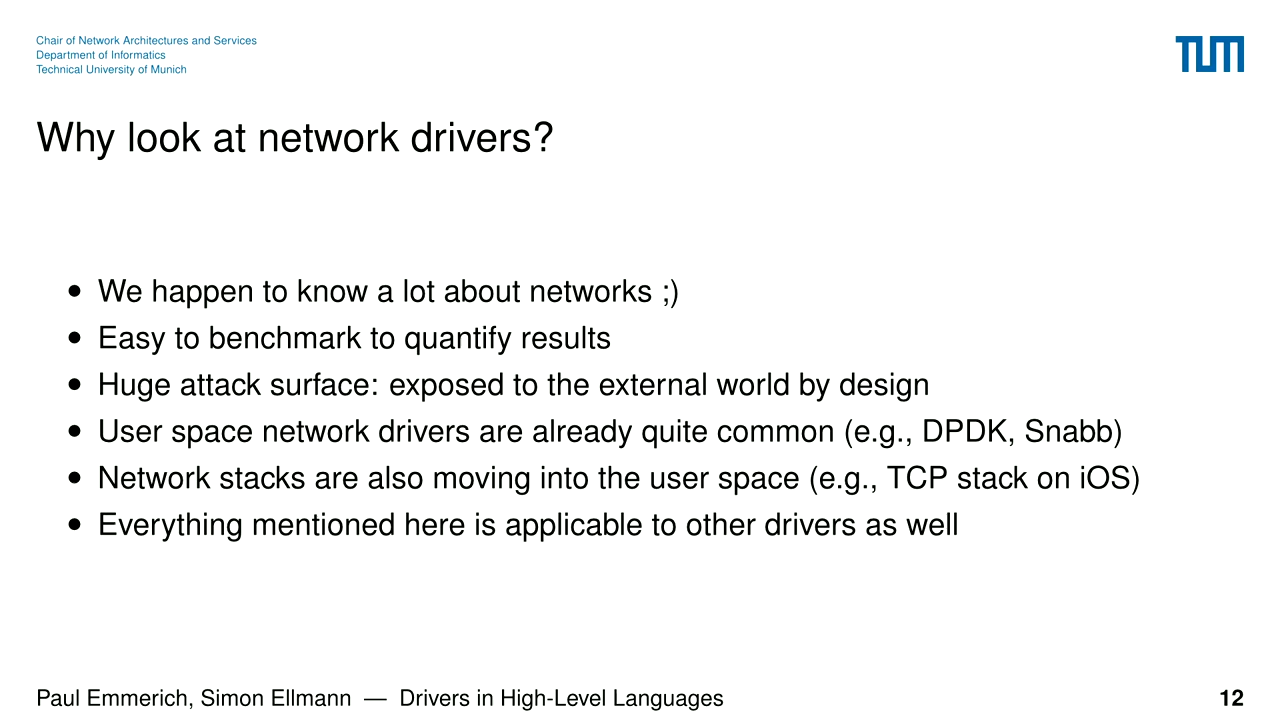 Chair of Network Architectures and Services
Department of Informatics
Technical University of Munich
TUM
Why look at network drivers?
• We happen to know a lot about networks ;)
• Easy to benchmark to quantify results
• Huge attack surface: exposed to the external world by design
• User space network drivers are already quite common (e.g., DPDK, Snabb)
• Network stacks are also moving into the user space (e.g., TCP stack on iOS)
• Everything mentioned here is applicable to other drivers as well
Paul Emmerich, Simon Ellmann — Drivers in High-Level Languages
12